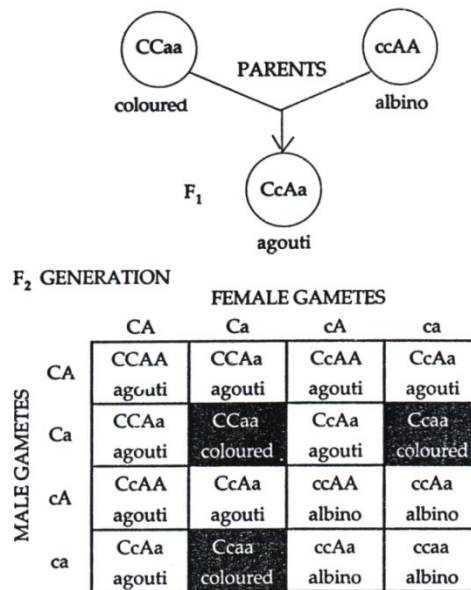 CCaa ccAA
PARENTS
coloured albino
F₁ CcAa
agouti
F₂ GENERATION
FEMALE GAMETES
CA Ca cA ca
MALE GAMETES
CA CCAA CCAa CcAA CcAa
agouti agouti agouti agouti
Ca CCAa CCaa CcAa Ccaa
agouti coloured agouti coloured
cA CcAA CcAa ccAA ccAa
agouti agouti albino albino
ca CcAa Ccaa ccAa ccaa
agouti coloured albino albino